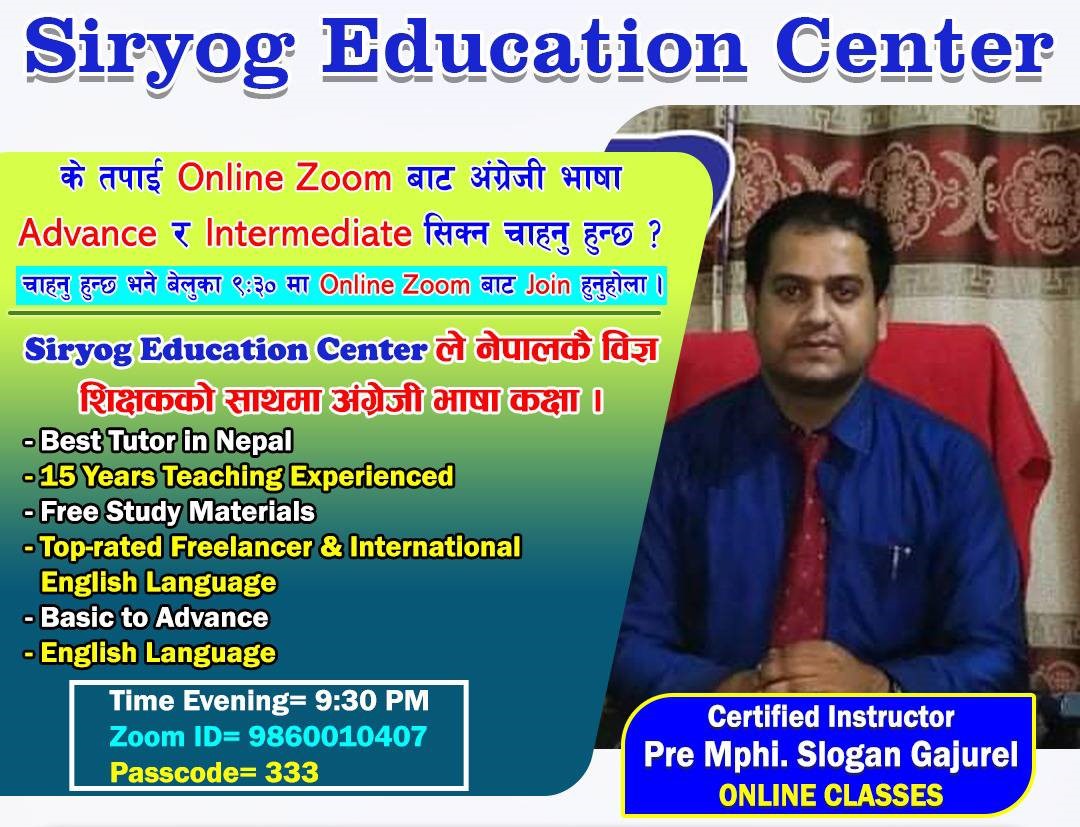 Siryog Education Center
के तपाई Online Zoom बाट अंग्रेजी भाषा
Advance र Intermediate सिक्न चाहनु हुन्छ ?
चाहनु हुन्छ भने बेलुका ९:३० मा Online Zoom बाट Join हुनुहोला ।
Siryog Education Center ले नेपालकै विज्ञ
शिक्षकको साथमा अंग्रेजी भाषा कक्षा ।
- Best Tutor in Nepal
- 15 Years Teaching Experienced
- Free Study Materials
- Top-rated Freelancer & International
English Language
- Basic to Advance
- English Language
Time Evening= 9:30 PM
Zoom ID= 9860010407
Passcode= 333
Certified Instructor
Pre Mphi. Slogan Gajurel
ONLINE CLASSES